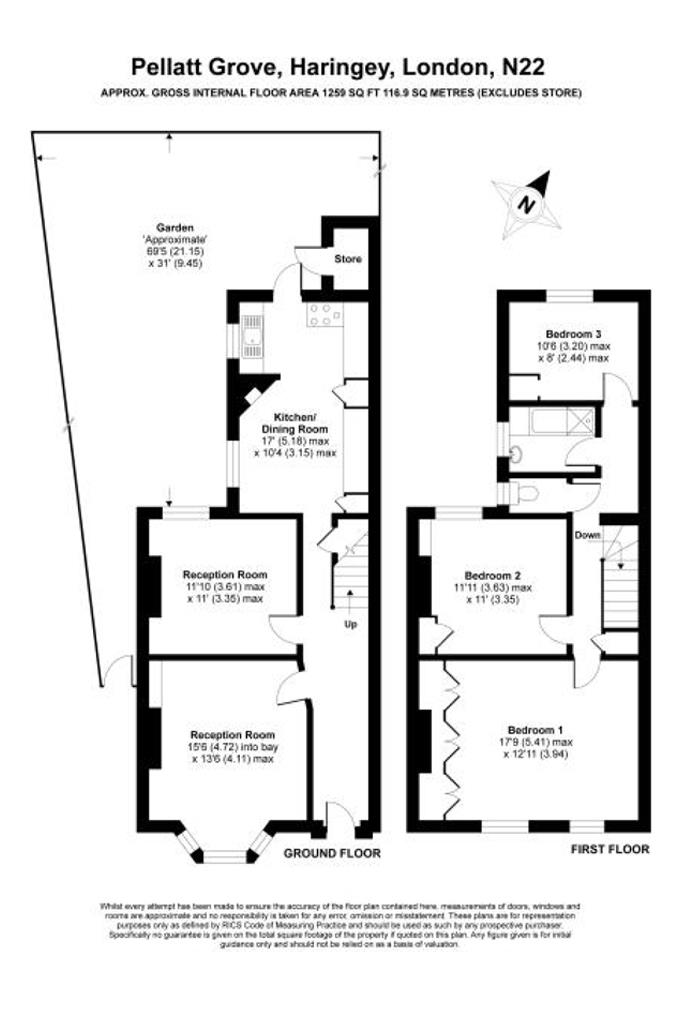 Pellatt Grove, Haringey, London, N22
APPROX. GROSS INTERNAL FLOOR AREA 1259 SQ FT 116.9 SQ METRES (EXCLUDES STORE)
N
Garden
'Approximate'
69'5 (21.15)
x 31' (9.45)
Store
Kitchen/
Dining Room
17' (5.18) max
x 10'4 (3.15) max
Reception Room
11'10 (3.61) max
x 11' (3.35) max
Up
Reception Room
15'6 (4.72) into bay
x 13'6 (4.11) max
GROUND FLOOR
Bedroom 3
10'6 (3.20) max
x 8' (2.44) max
Down
Bedroom 2
11'11 (3.63) max
x 11' (3.35)
Bedroom 1
17'9 (5.41) max
x 12'11 (3.94)
FIRST FLOOR
Whilst every attempt has been made to ensure the accuracy of the floor plan contained here, measurements of doors, windows and
rooms are approximate and no responsibility is taken for any error, omission or misstatement. These plans are for representation
purposes only as defined by RICS Code of Measuring Practice and should be used as such by any prospective purchaser.
Specifically no guarantee is given on the total square footage of the property if quoted on this plan. Any figure given is for initial
guidance only and should not be relied on as a basis of valuation.